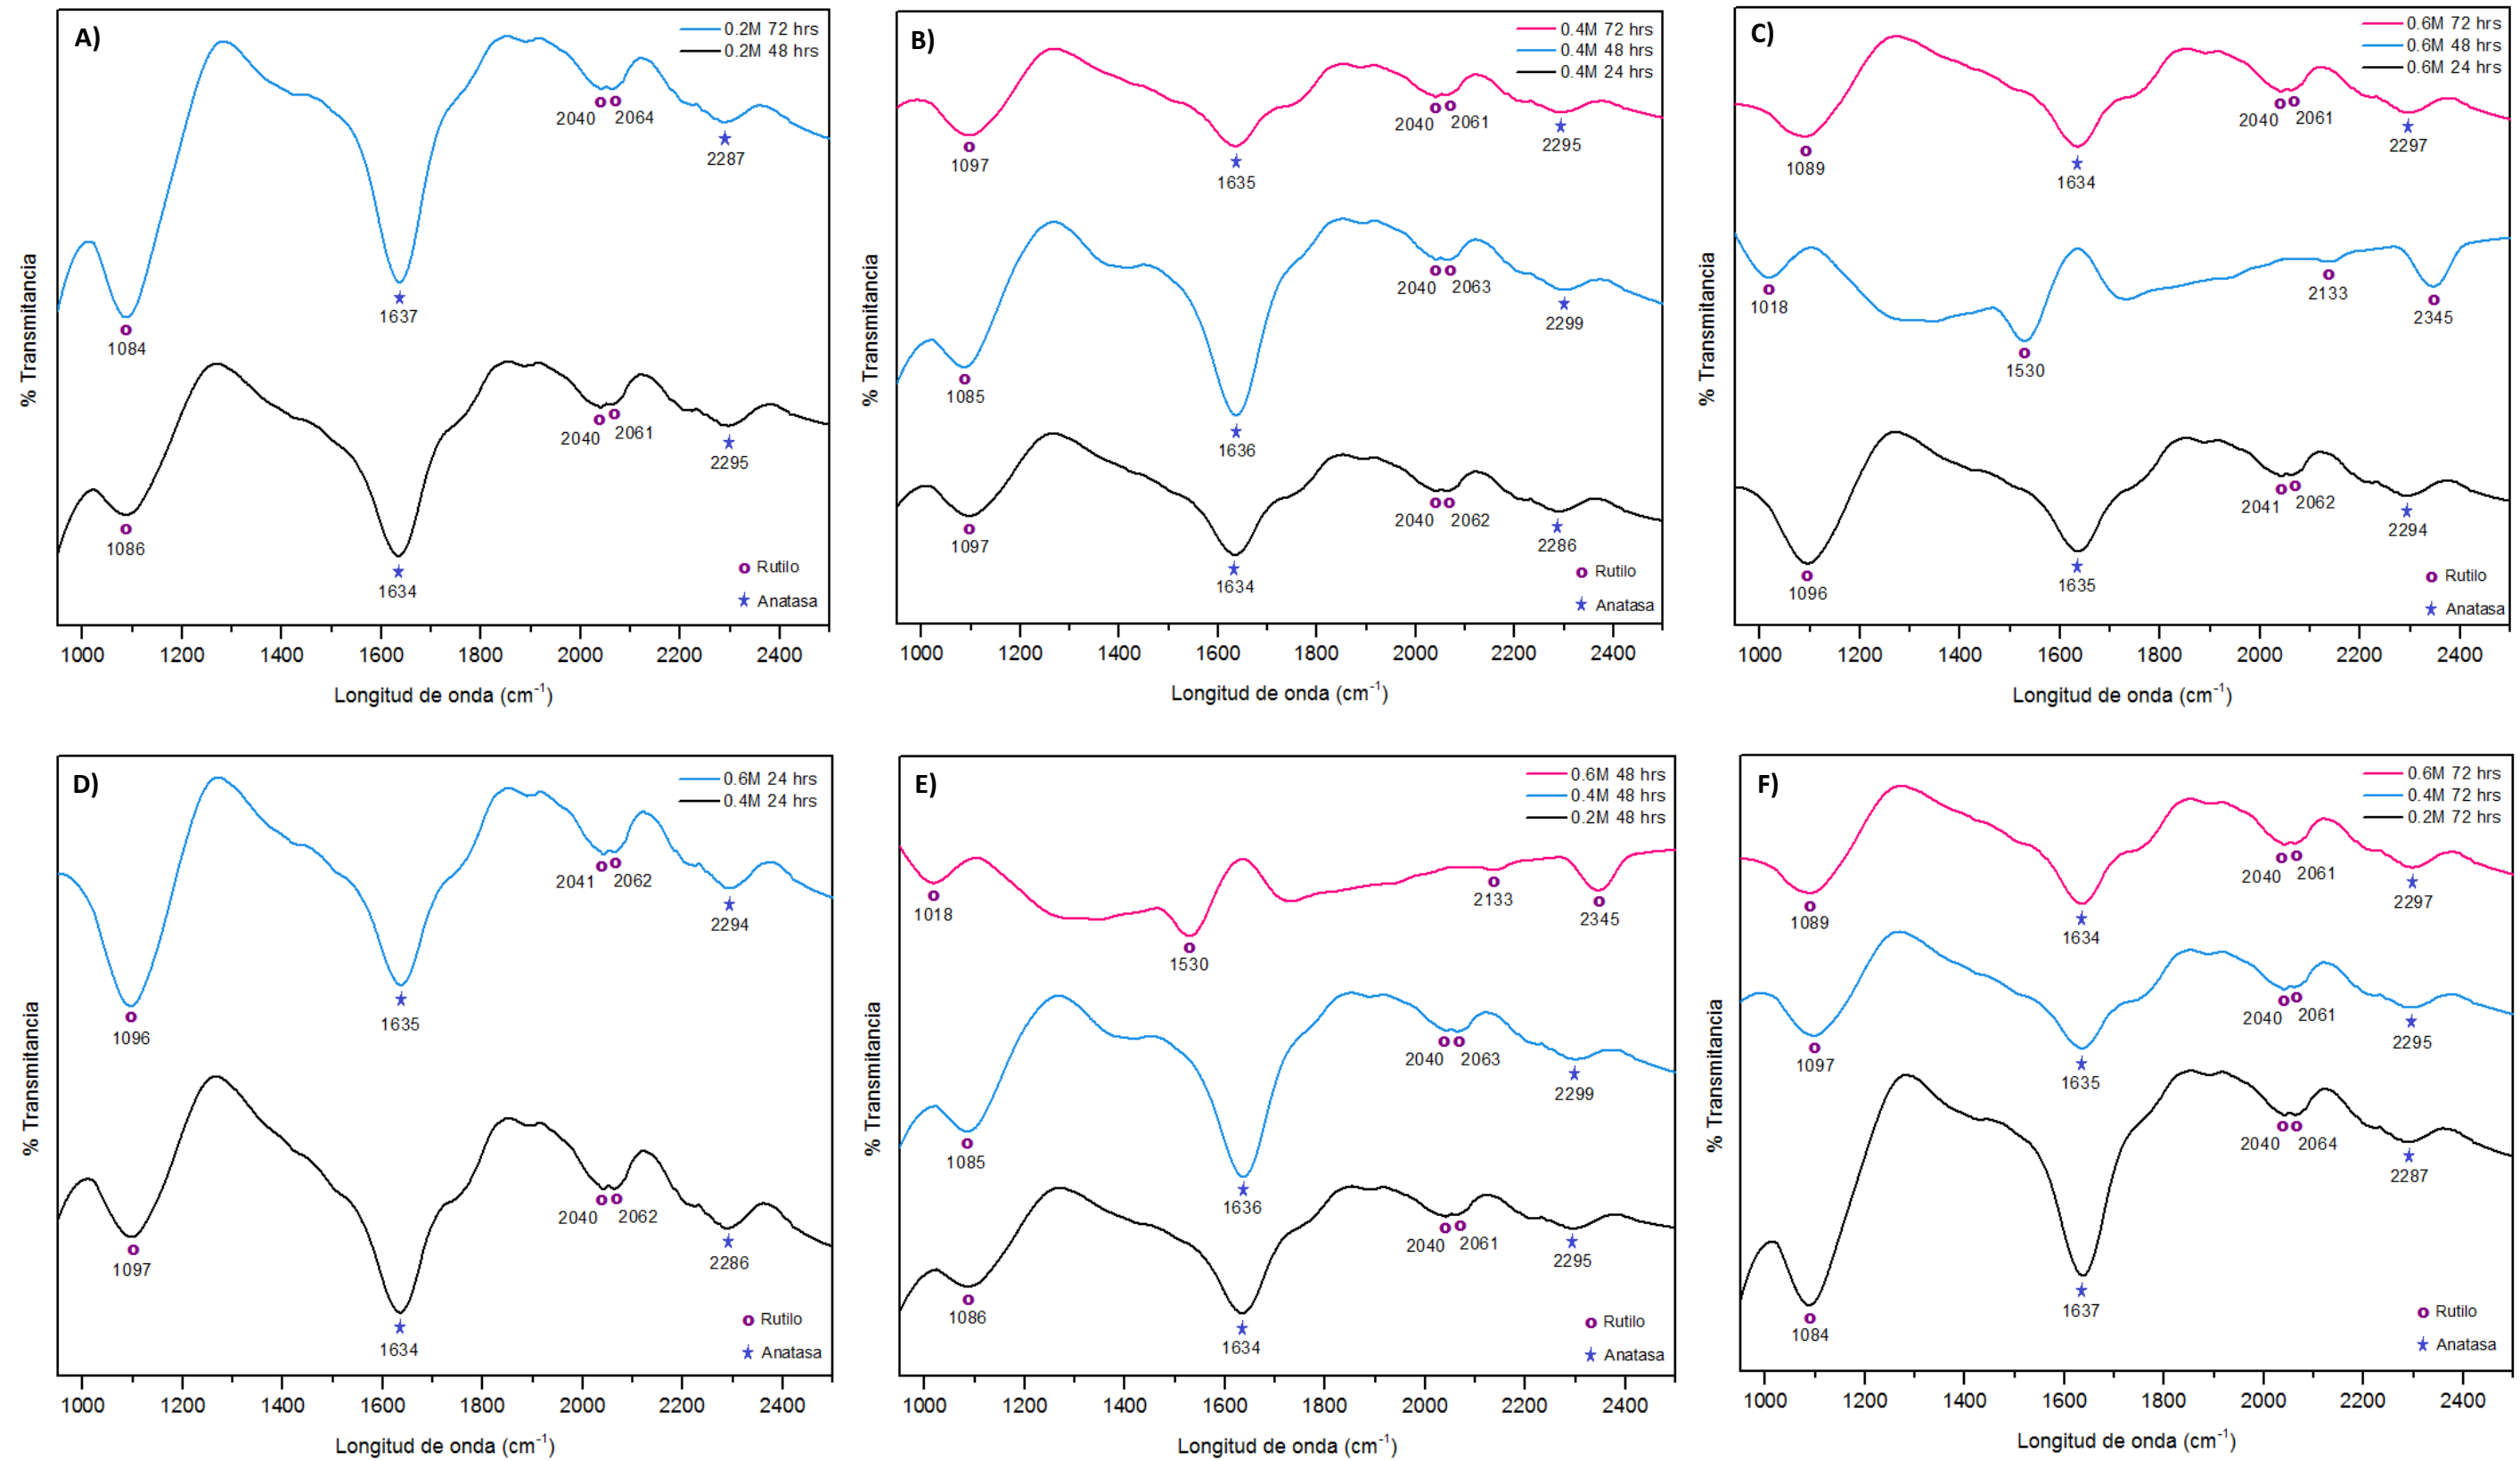 A)
0.2M 72 hrs
0.2M 48 hrs
2040 2064
2287
1637
1084
2040 2061
2295
1086
1634
o Rutilo
★ Anatasa
% Transmitancia
1000 1200 1400 1600 1800 2000 2200 2400
Longitud de onda (cm⁻¹)
B)
0.4M 72 hrs
0.4M 48 hrs
0.4M 24 hrs
2040 2061
2295
1097
1635
2040 2063
2299
1085
1636
2040 2062
2286
1097
1634
o Rutilo
★ Anatasa
% Transmitancia
1000 1200 1400 1600 1800 2000 2200 2400
Longitud de onda (cm⁻¹)
C)
0.6M 72 hrs
0.6M 48 hrs
0.6M 24 hrs
2040 2061
2297
1089
1634
1018
2133
2345
1530
2041 2062
2294
1096
1635
o Rutilo
★ Anatasa
% Transmitancia
1000 1200 1400 1600 1800 2000 2200 2400
Longitud de onda (cm⁻¹)
D)
0.6M 24 hrs
0.4M 24 hrs
2041 2062
2294
1096
1635
2040 2062
2286
1097
1634
o Rutilo
★ Anatasa
% Transmitancia
1000 1200 1400 1600 1800 2000 2200 2400
Longitud de onda (cm⁻¹)
E)
0.6M 48 hrs
0.4M 48 hrs
0.2M 48 hrs
1018
2133
2345
1530
2040 2063
2299
1085
1636
2040 2061
2295
1086
1634
o Rutilo
★ Anatasa
% Transmitancia
1000 1200 1400 1600 1800 2000 2200 2400
Longitud de onda (cm⁻¹)
F)
0.6M 72 hrs
0.4M 72 hrs
0.2M 72 hrs
2040 2061
2297
1089
1634
2040 2061
2295
1097
1635
2040 2064
2287
1084
1637
o Rutilo
★ Anatasa
% Transmitancia
1000 1200 1400 1600 1800 2000 2200 2400
Longitud de onda (cm⁻¹)